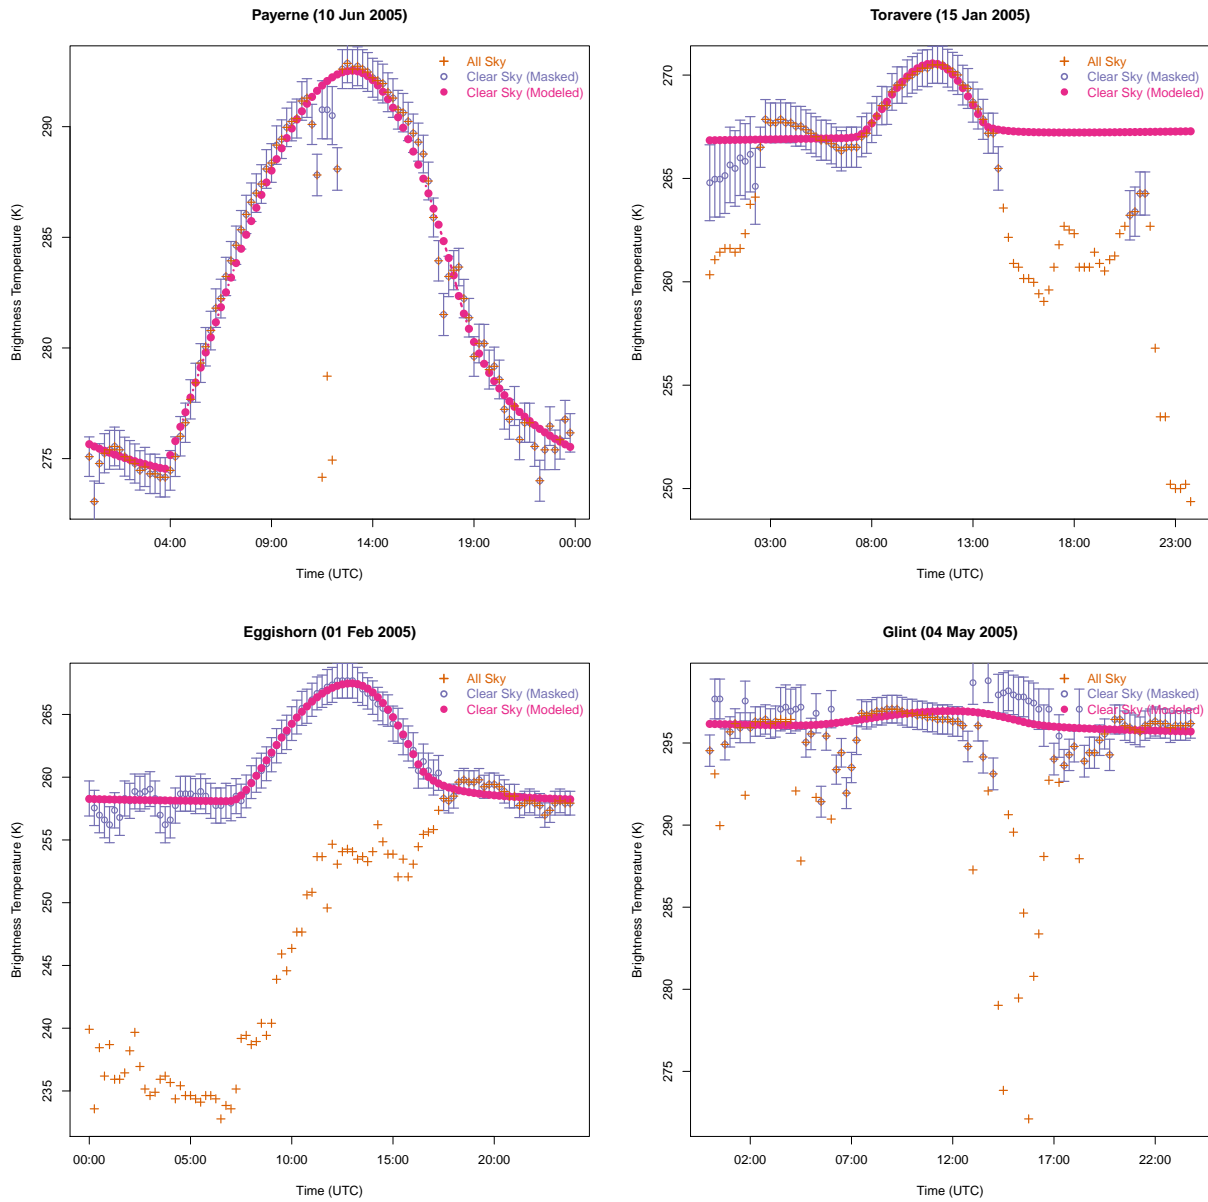 Payerne (10 Jun 2005)
All Sky
Clear Sky (Masked)
Clear Sky (Modeled)
Brightness Temperature (K)
290
285
280
275
04:00 09:00 14:00 19:00 00:00
Time (UTC)
Toravere (15 Jan 2005)
All Sky
Clear Sky (Masked)
Clear Sky (Modeled)
Brightness Temperature (K)
270
265
260
255
250
03:00 08:00 13:00 18:00 23:00
Time (UTC)
Eggishorn (01 Feb 2005)
All Sky
Clear Sky (Masked)
Clear Sky (Modeled)
Brightness Temperature (K)
265
260
255
250
245
240
235
00:00 05:00 10:00 15:00 20:00
Time (UTC)
Glint (04 May 2005)
All Sky
Clear Sky (Masked)
Clear Sky (Modeled)
Brightness Temperature (K)
295
290
285
280
275
02:00 07:00 12:00 17:00 22:00
Time (UTC)